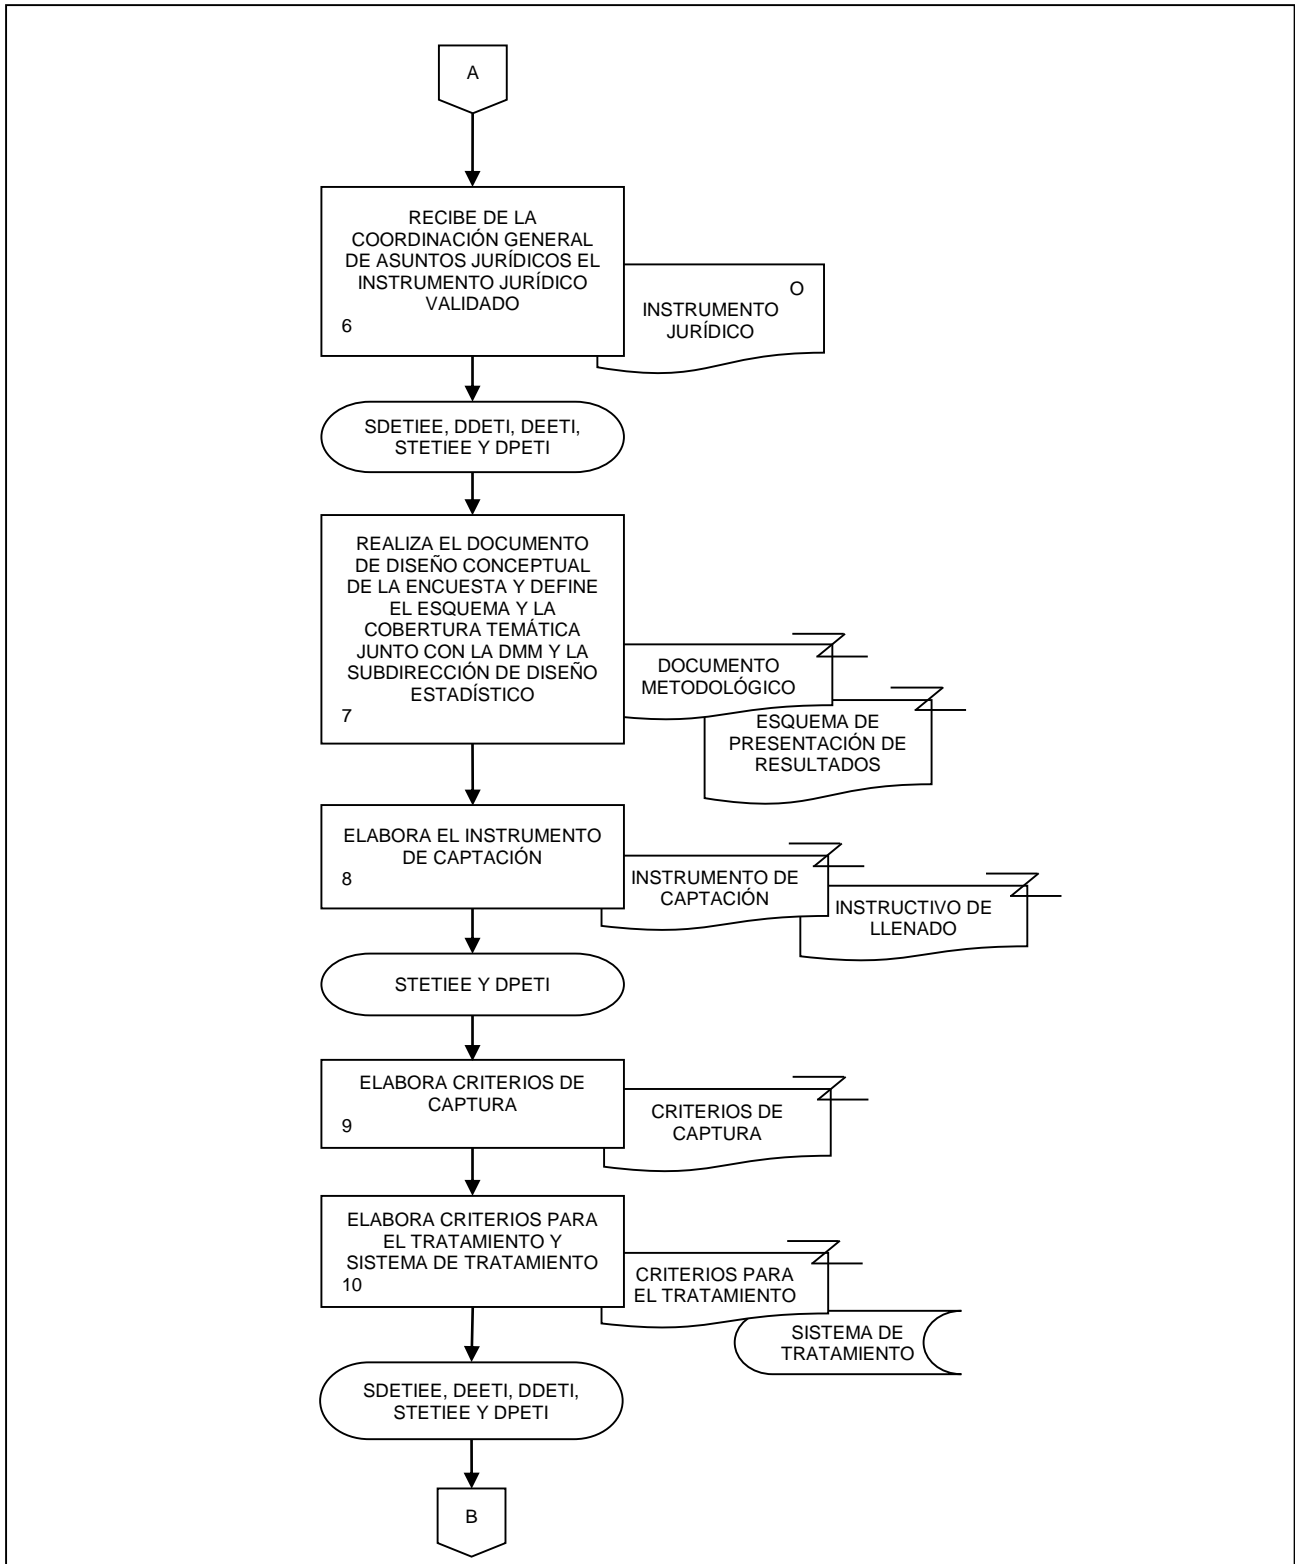 A
RECIBE DE LA
COORDINACIÓN GENERAL
DE ASUNTOS JURÍDICOS EL
INSTRUMENTO JURÍDICO
VALIDADO
6
O
INSTRUMENTO
JURÍDICO
SDETIEE, DDETI, DEETI,
STETIEE Y DPETI
REALIZA EL DOCUMENTO
DE DISEÑO CONCEPTUAL
DE LA ENCUESTA Y DEFINE
EL ESQUEMA Y LA
COBERTURA TEMÁTICA
JUNTO CON LA DMM Y LA
SUBDIRECCIÓN DE DISEÑO
ESTADÍSTICO
7
DOCUMENTO
METODOLÓGICO
ESQUEMA DE
PRESENTACIÓN DE
RESULTADOS
ELABORA EL INSTRUMENTO
DE CAPTACIÓN
8
INSTRUMENTO DE
CAPTACIÓN
INSTRUCTIVO DE
LLENADO
STETIEE Y DPETI
ELABORA CRITERIOS DE
CAPTURA
9
CRITERIOS DE
CAPTURA
ELABORA CRITERIOS PARA
EL TRATAMIENTO Y
SISTEMA DE TRATAMIENTO
10
CRITERIOS PARA
EL TRATAMIENTO
SISTEMA DE
TRATAMIENTO
SDETIEE, DEETI, DDETI,
STETIEE Y DPETI
B